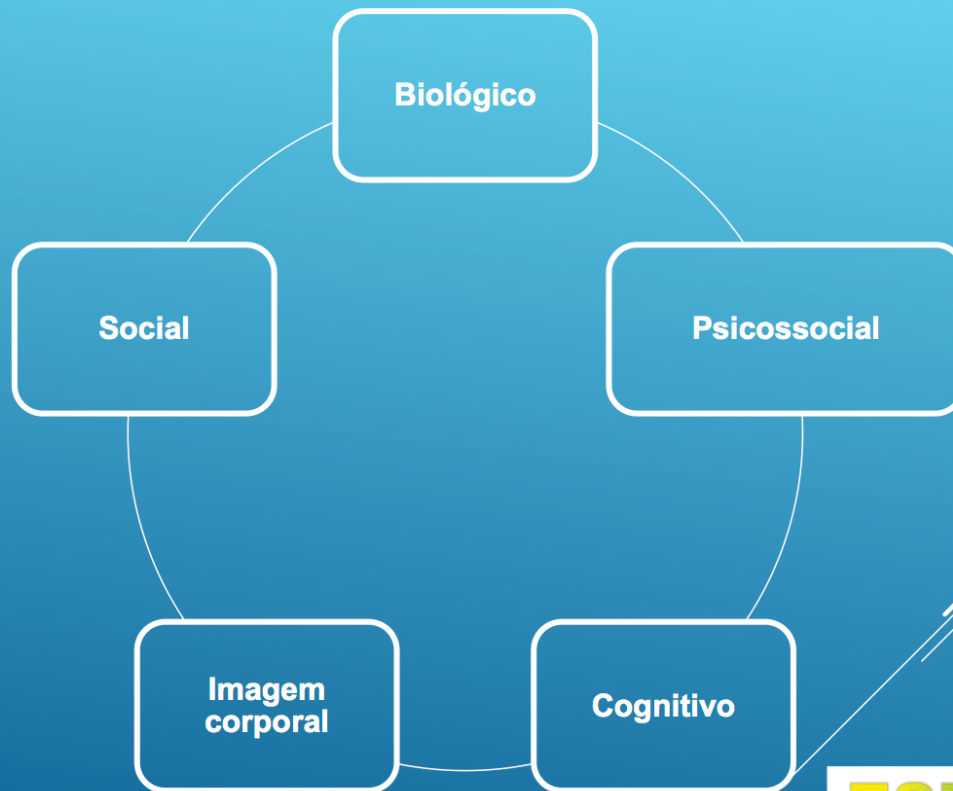 Biológico
Social
Psicossocial
Imagem
corporal
Cognitivo